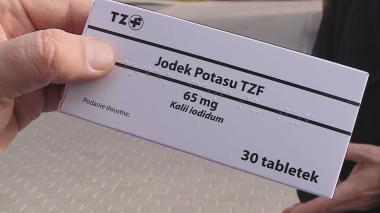 TZF
Jodek Potasu TZF
65 mg
Kalii iodidum
Podanie doustne.
30 tabletek